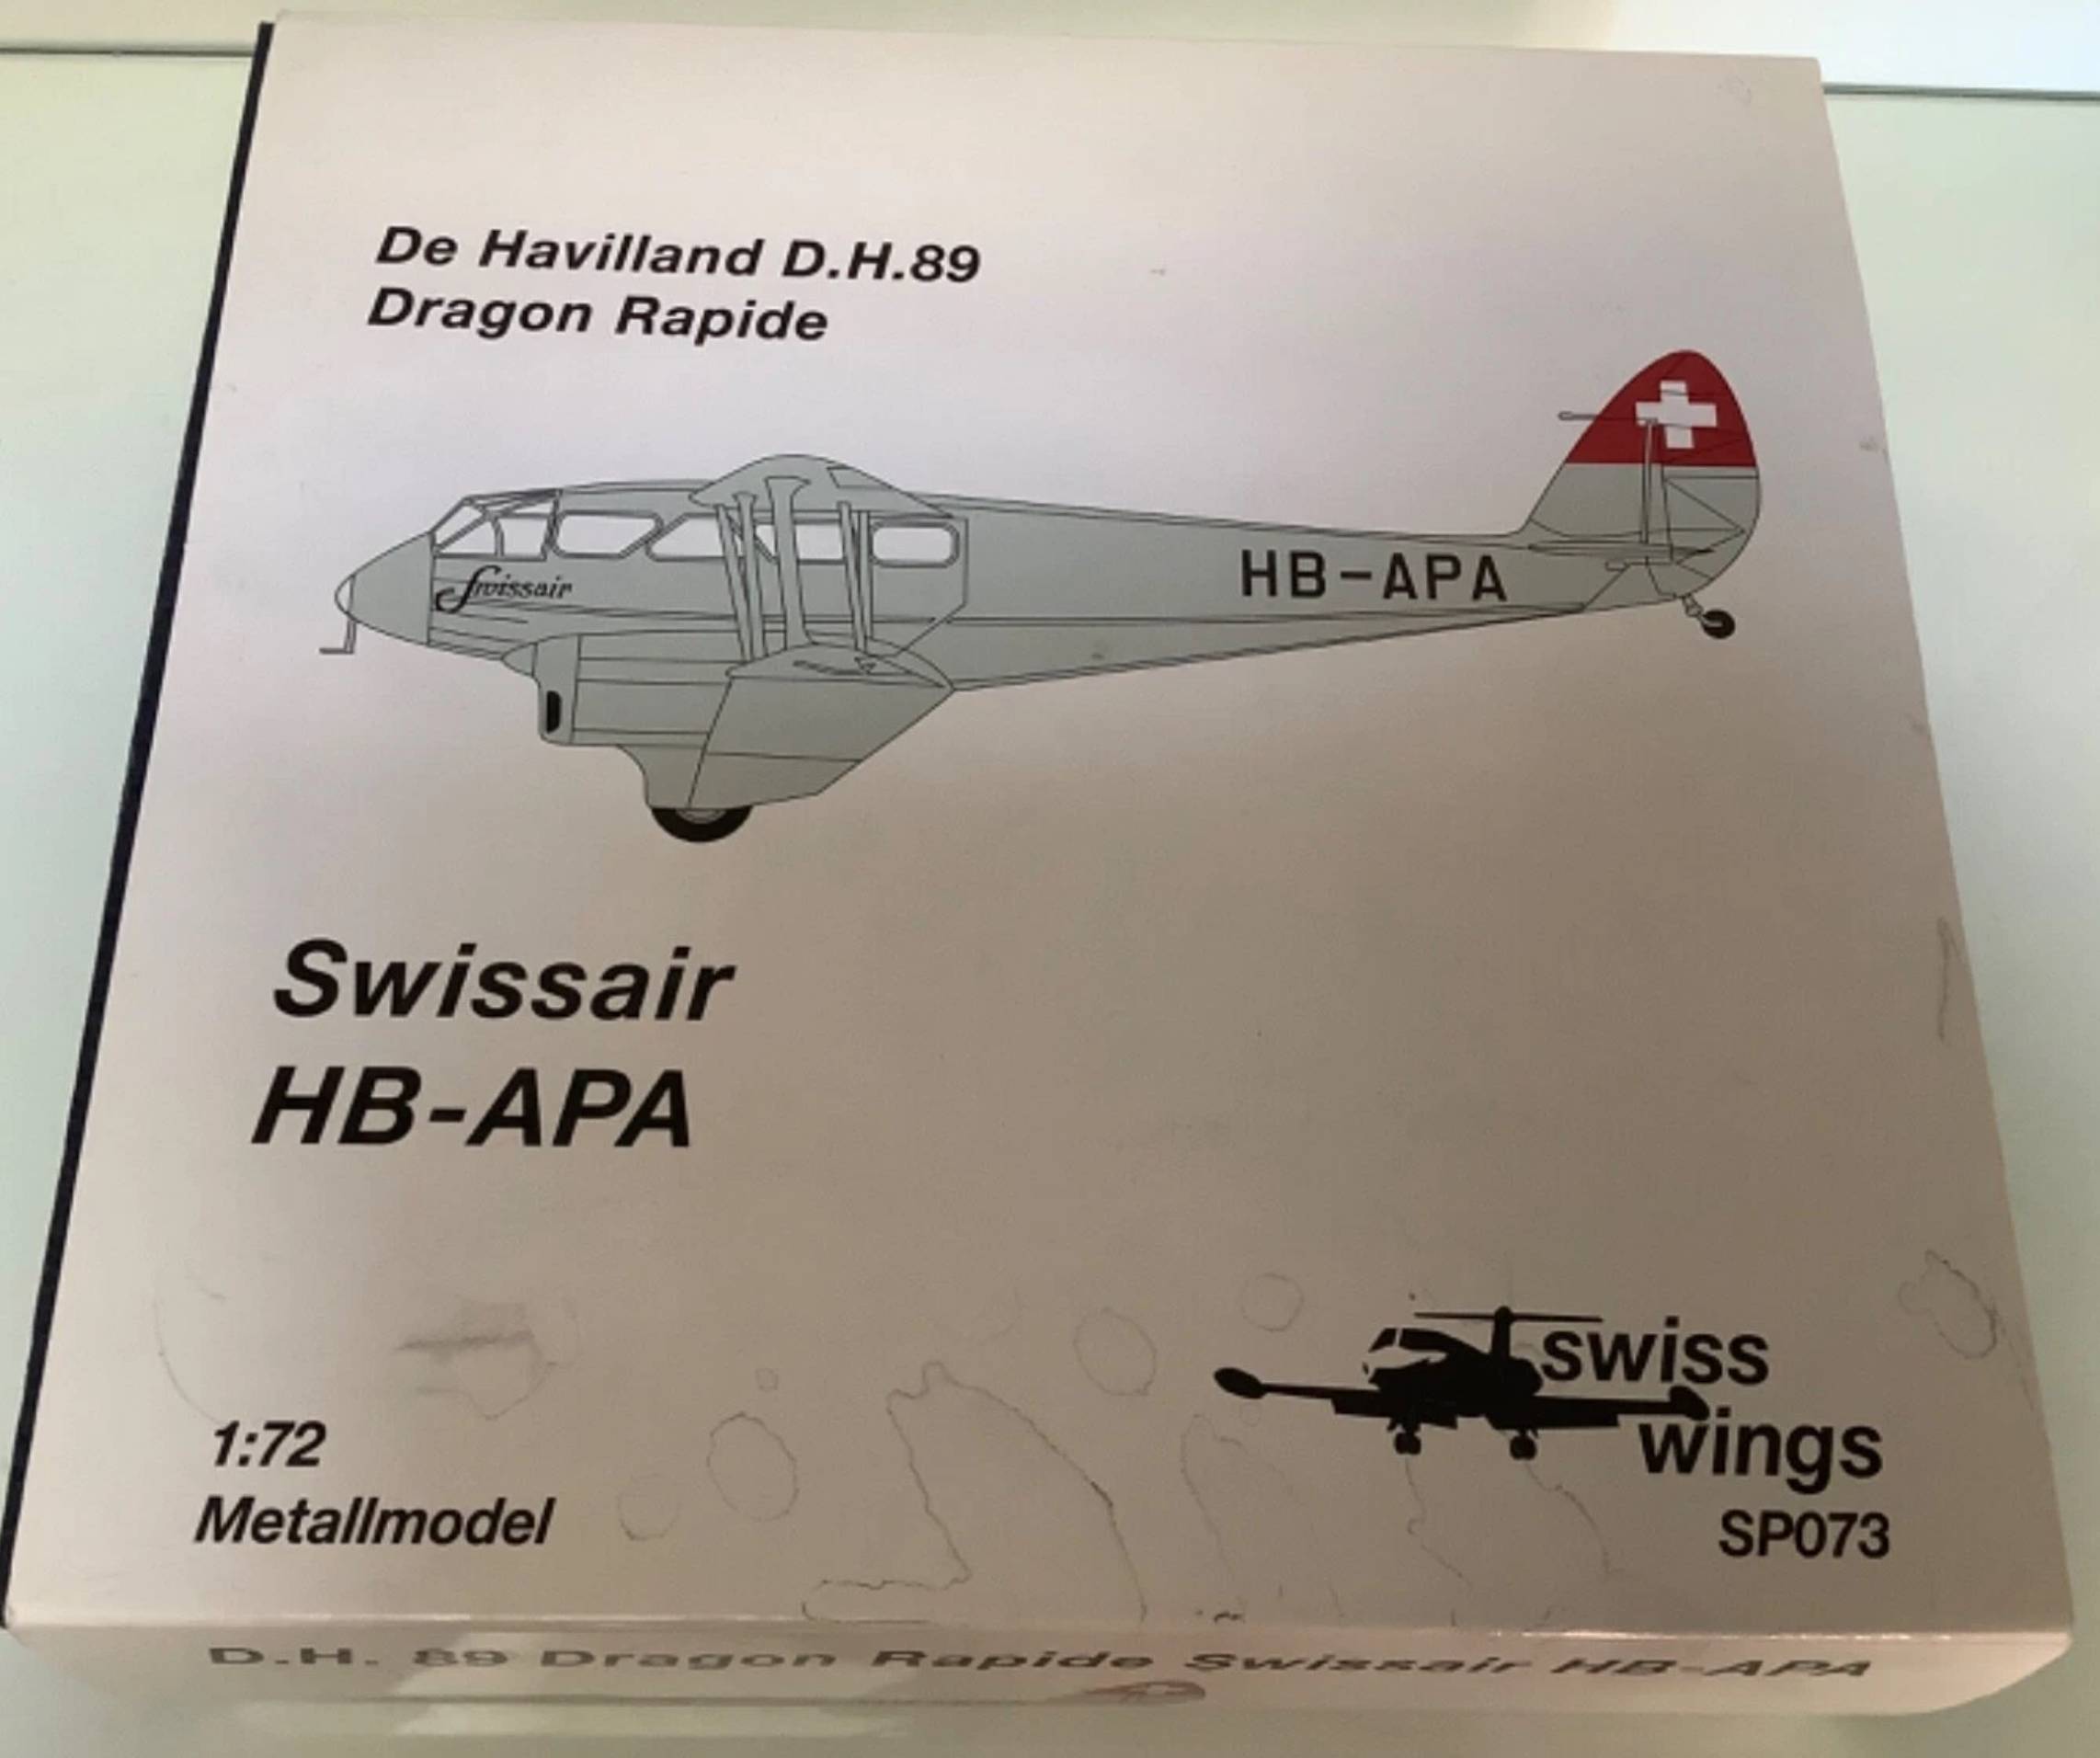 De Havilland D.H.89
Dragon Rapide
Swissair
HB-APA
Swissair
HB-APA
1:72
Metallmodel
swiss
wings
SP073
D.H. 89 Dragon Rapide Swissair HB-APA